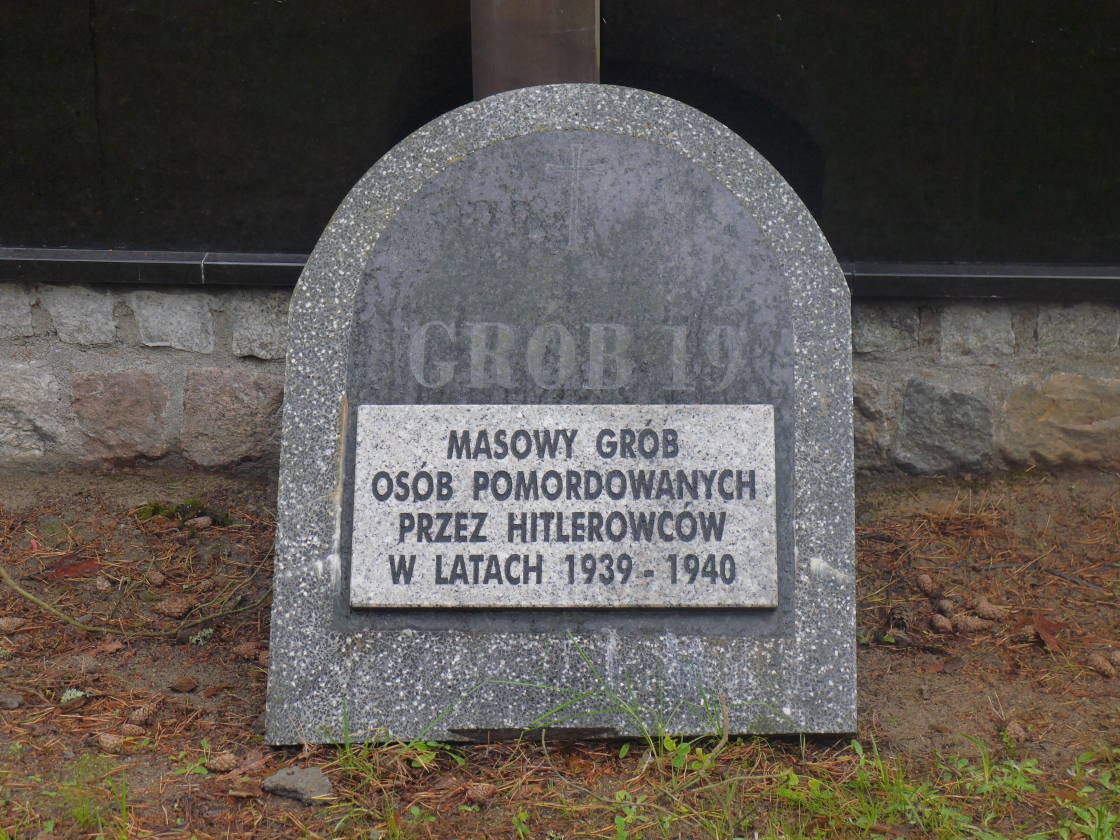 GRÓB 19
MASOWY GRÓB
OSÓB POMORDOWANYCH
PRZEZ HITLEROWCÓW
W LATACH 1939 - 1940